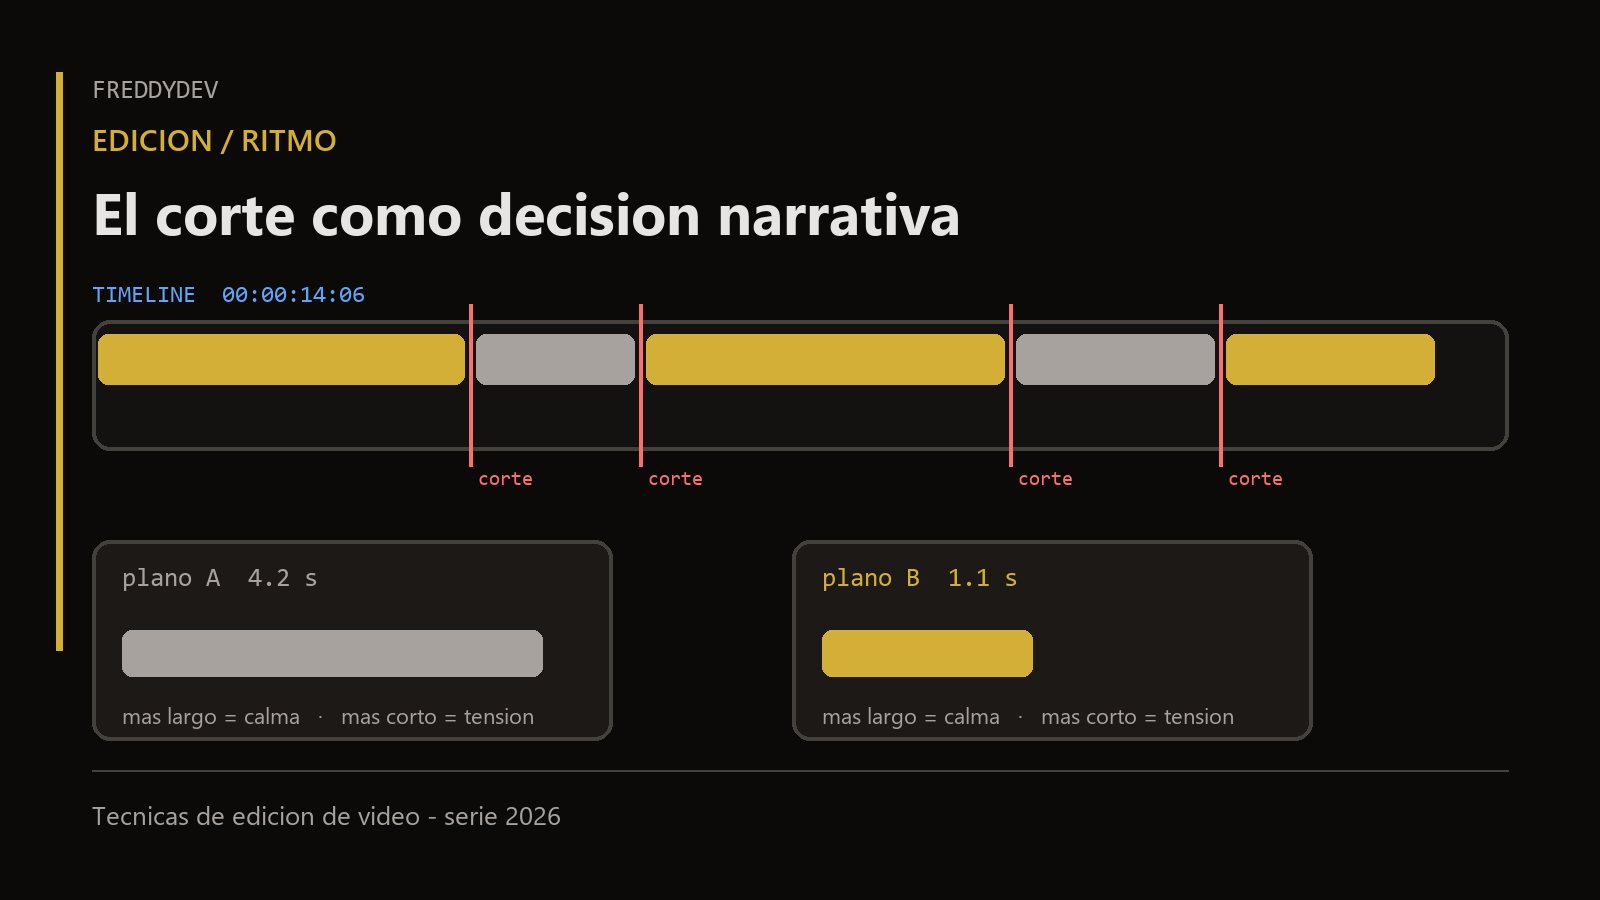 FREDDYDEV
EDICION / RITMO
El corte como decision narrativa
TIMELINE  00:00:14:06
corte
corte
corte
corte
plano A  4.2 s
mas largo = calma · mas corto = tension
plano B  1.1 s
mas largo = calma · mas corto = tension
Tecnicas de edicion de video - serie 2026